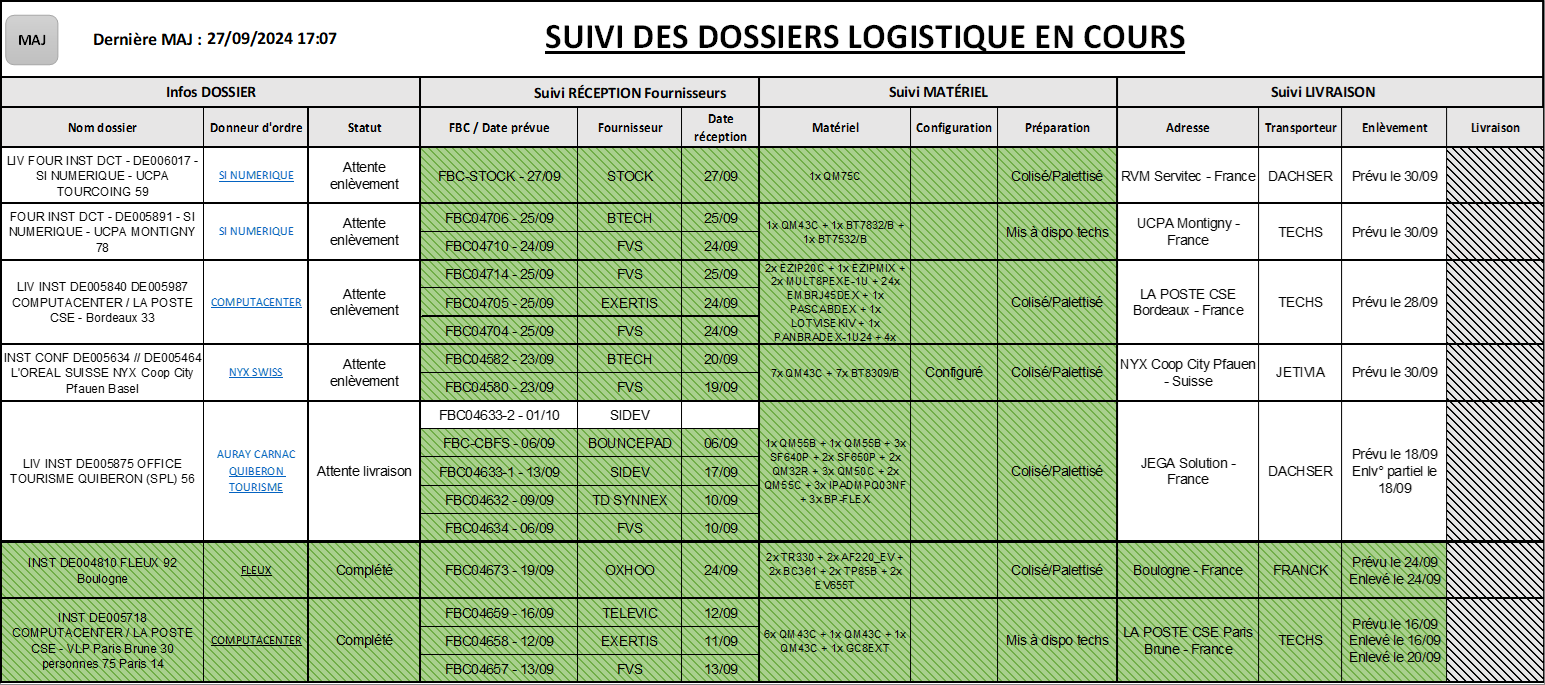 MAJ
Dernière MAJ : 27/09/2024 17:07
SUIVI DES DOSSIERS LOGISTIQUE EN COURS
Infos DOSSIER
Suivi RÉCEPTION Fournisseurs
Suivi MATÉRIEL
Suivi LIVRAISON
Nom dossier
Donneur d'ordre
Statut
FBC / Date prévue
Fournisseur
Date
réception
Matériel
Configuration
Préparation
Adresse
Transporteur
Enlèvement
Livraison
LIV FOUR INST DCT - DE006017 -
SI NUMERIQUE - UCPA
TOURCOING 59
SI NUMERIQUE
Attente
enlèvement
FBC-STOCK - 27/09
STOCK
27/09
1x QM75C
Colisé/Palettisé
RVM Servitec - France
DACHSER
Prévu le 30/09
FOUR INST DCT - DE005891 - SI
NUMERIQUE - UCPA MONTIGNY
78
SI NUMERIQUE
Attente
enlèvement
FBC04706 - 25/09
BTECH
25/09
FBC04710 - 24/09
FVS
24/09
1x QM43C + 1x BT7832/B +
1x BT7532/B
Mis à dispo techs
UCPA Montigny -
France
TECHS
Prévu le 30/09
LIV INST DE005840 DE005987
COMPUTACENTER / LA POSTE
CSE - Bordeaux 33
COMPUTACENTER
Attente
enlèvement
FBC04714 - 25/09
FVS
25/09
FBC04705 - 25/09
EXERTIS
24/09
FBC04704 - 25/09
FVS
24/09
2x EZIP20C + 1x EZIPMIX +
2x MULT8PEXE-1U + 24x
EMBRJ45DEX + 1x
PASCABDEX + 1x
LOTVISEKIV + 1x
PANBRADEX-1U24 + 4x
Colisé/Palettisé
LA POSTE CSE
Bordeaux - France
TECHS
Prévu le 28/09
INST CONF DE005634 // DE005464
L'OREAL SUISSE NYX Coop City
Pfauen Basel
NYX SWISS
Attente
enlèvement
FBC04582 - 23/09
BTECH
20/09
FBC04580 - 23/09
FVS
19/09
7x QM43C + 7x BT8309/B
Configuré
Colisé/Palettisé
NYX Coop City Pfauen
- Suisse
JETIVIA
Prévu le 30/09
LIV INST DE005875 OFFICE
TOURISME QUIBERON (SPL) 56
AURAY CARNAC
QUIBERON
TOURISME
Attente livraison
FBC04633-2 - 01/10
SIDEV
FBC-CBFS - 06/09
BOUNCEPAD
06/09
FBC04633-1 - 13/09
SIDEV
17/09
FBC04632 - 09/09
TD SYNNEX
10/09
FBC04634 - 06/09
FVS
10/09
1x QM55B + 1x QM55B + 3x
SF640P + 2x SF650P + 2x
QM32R + 3x QM50C + 2x
QM55C + 3x IPADMPQ03NF
+ 3x BP-FLEX
Colisé/Palettisé
JEGA Solution -
France
DACHSER
Prévu le 18/09
Enlv° partiel le
18/09
INST DE004810 FLEUX 92
Boulogne
FLEUX
Complété
FBC04673 - 19/09
OXHOO
24/09
2x TR330 + 2x AF220_EV +
2x BC361 + 2x TP85B + 2x
EV655T
Colisé/Palettisé
Boulogne - France
FRANCK
Prévu le 24/09
Enlevé le 24/09
INST DE005718
COMPUTACENTER / LA POSTE
CSE - VLP Paris Brune 30
personnes 75 Paris 14
COMPUTACENTER
Complété
FBC04659 - 16/09
TELEVIC
12/09
FBC04658 - 12/09
EXERTIS
11/09
FBC04657 - 13/09
FVS
13/09
6x QM43C + 1x QM43C + 1x
QM43C + 1x GC8EXT
Mis à dispo techs
LA POSTE CSE Paris
Brune - France
TECHS
Prévu le 16/09
Enlevé le 16/09
Enlevé le 20/09